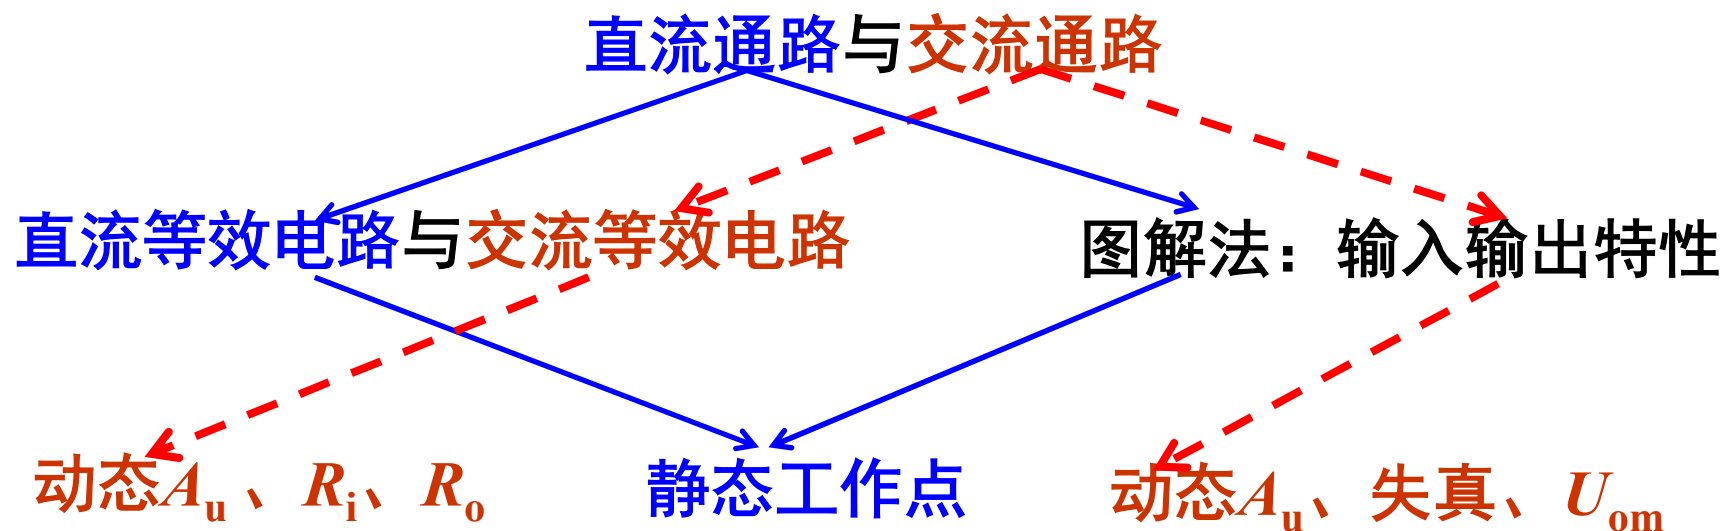 直流通路与交流通路
直流等效电路与交流等效电路
图解法：输入输出特性
动态Au 、Ri、Ro
静态工作点
动态Au、失真、Uom